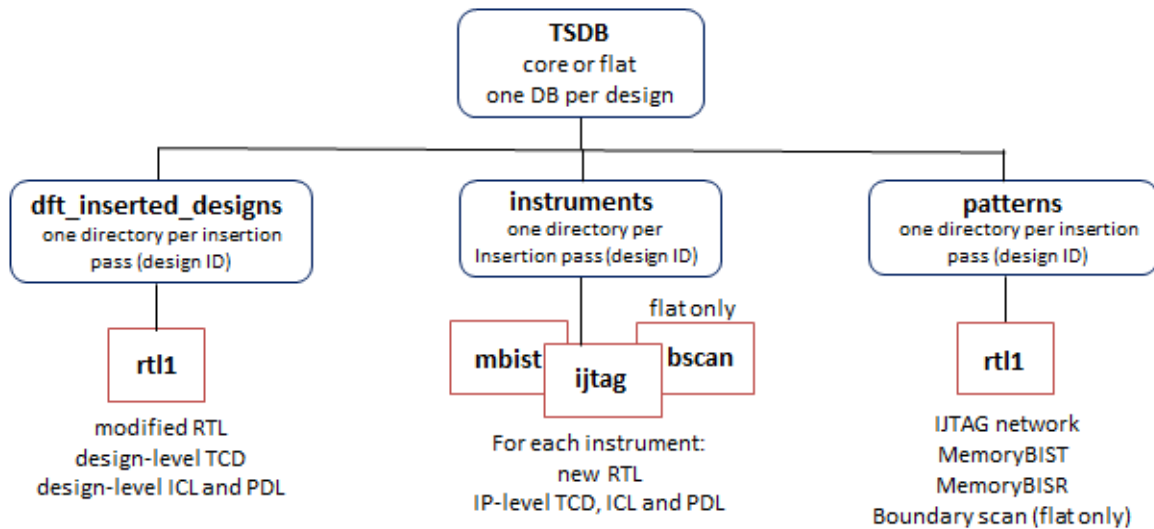 TSDB
core or flat
one DB per design
dft_inserted_designs
one directory per insertion
pass (design ID)
instruments
one directory per
Insertion pass (design ID)
patterns
one directory per insertion
pass (design ID)
rtl1
modified RTL
design-level TCD
design-level ICL and PDL
flat only
mbist
ijtag
bscan
For each instrument:
new RTL
IP-level TCD, ICL and PDL
rtl1
IJTAG network
MemoryBIST
MemoryBISR
Boundary scan (flat only)